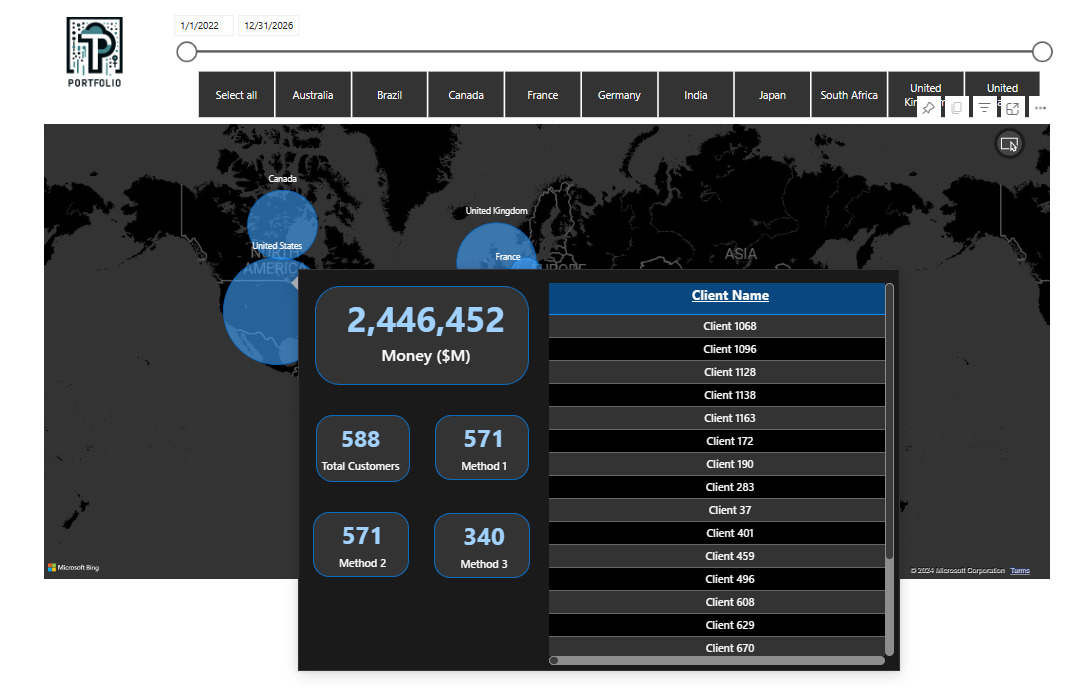 PORTFOLIO
1/1/2022 12/31/2026
Select all Australia Brazil Canada France Germany India Japan South Africa United United
Canada
United Kingdom
United States
France
NORTH
AMERICA
ASIA
2,446,452
Money ($M)
588
Total Customers
571
Method 1
571
Method 2
340
Method 3
Client Name
Client 1068
Client 1096
Client 1128
Client 1138
Client 1163
Client 172
Client 190
Client 283
Client 37
Client 401
Client 459
Client 496
Client 608
Client 629
Client 670
Microsoft Bing
© 2024 Microsoft Corporation Terms